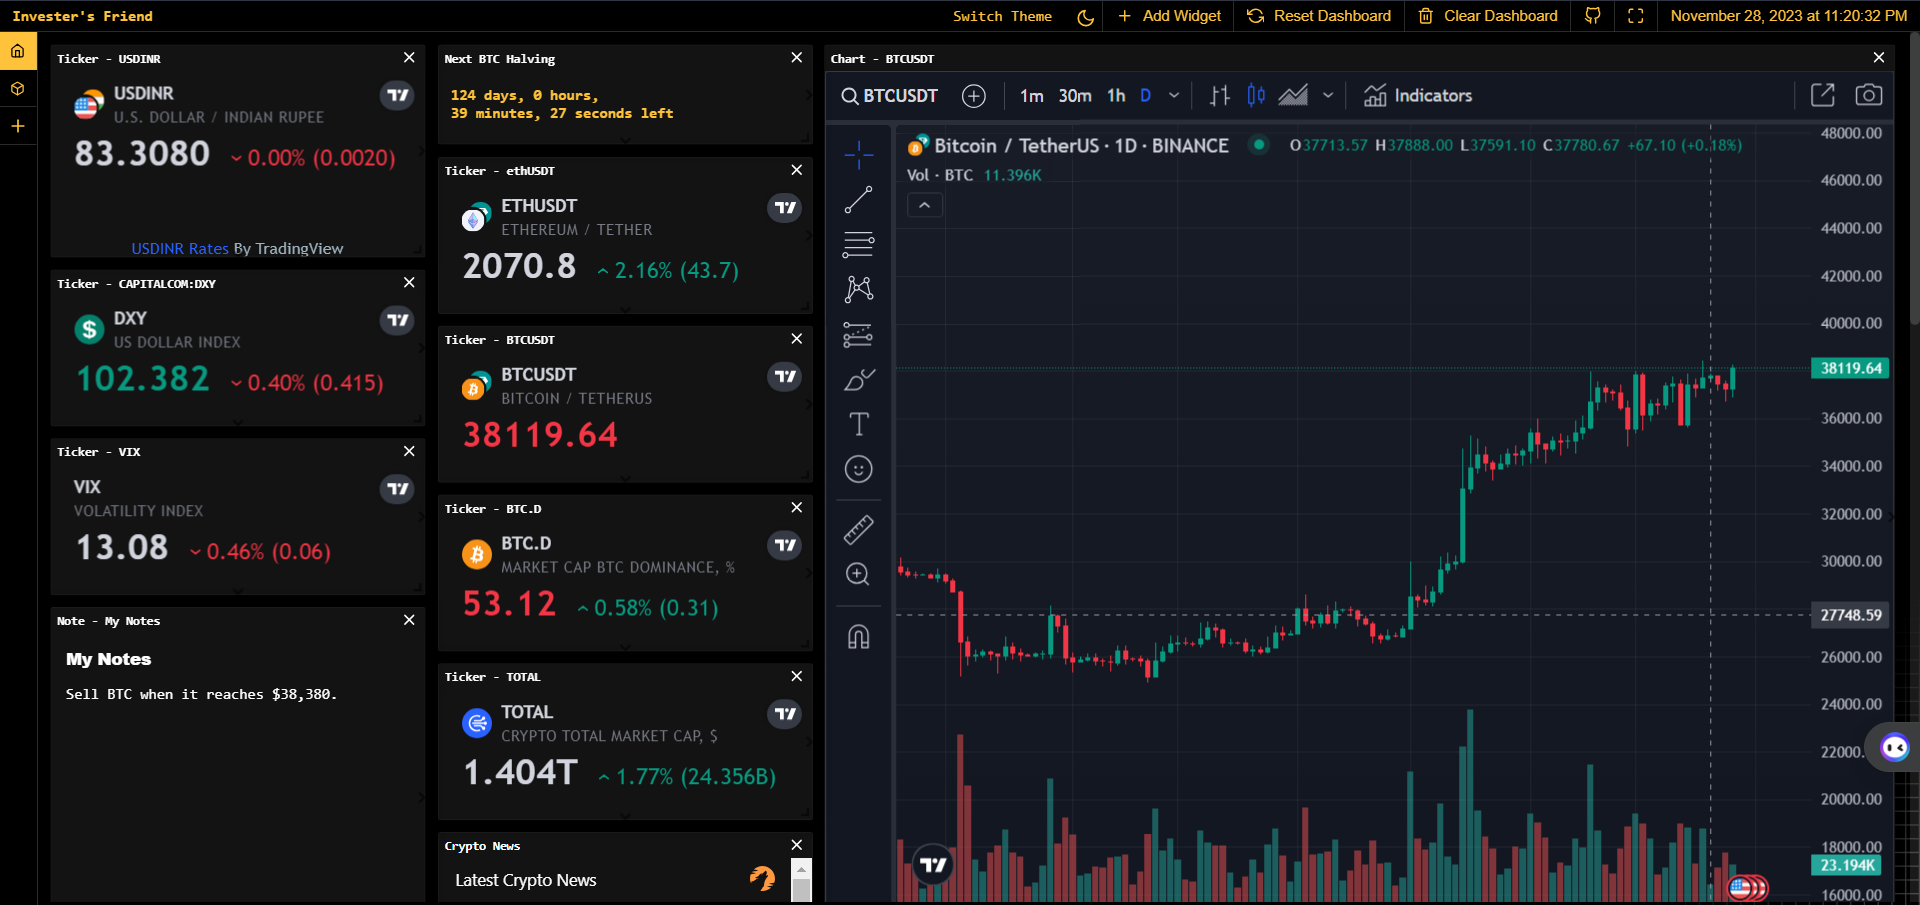 Invester's Friend
Switch Theme
Add Widget
Reset Dashboard
Clear Dashboard
November 28, 2023 at 11:20:32 PM
Ticker - USDINR
USDINR
U.S. DOLLAR / INDIAN RUPEE
83.3080 0.00% (0.0020)
USDINR Rates By TradingView
Ticker - CAPITALCOM:DXY
DXY
US DOLLAR INDEX
102.382 0.40% (0.415)
Ticker - VIX
VIX
VOLATILITY INDEX
13.08 0.46% (0.06)
Note - My Notes
My Notes
Sell BTC when it reaches $38,380.
Next BTC Halving
124 days, 0 hours,
39 minutes, 27 seconds left
Ticker - ethUSDT
ETHUSDT
ETHEREUM / TETHER
2070.8 2.16% (43.7)
Ticker - BTCUSDT
BTCUSDT
BITCOIN / TETHERUS
38119.64
Ticker - BTC.D
BTC.D
MARKET CAP BTC DOMINANCE, %
53.12 0.58% (0.31)
Ticker - TOTAL
TOTAL
CRYPTO TOTAL MARKET CAP, $
1.404T 1.77% (24.356B)
Crypto News
Latest Crypto News
Chart - BTCUSDT
BTCUSDT 1m 30m 1h D Indicators
Bitcoin / TetherUS · 1D · BINANCE O37713.57 H37888.00 L37591.10 C37780.67 +67.10 (+0.18%)
Vol · BTC 11.396K
48000.00
46000.00
44000.00
42000.00
40000.00
38119.64
36000.00
34000.00
32000.00
30000.00
27748.59
26000.00
24000.00
22000.
20000.00
18000.00
23.194K
16000.00